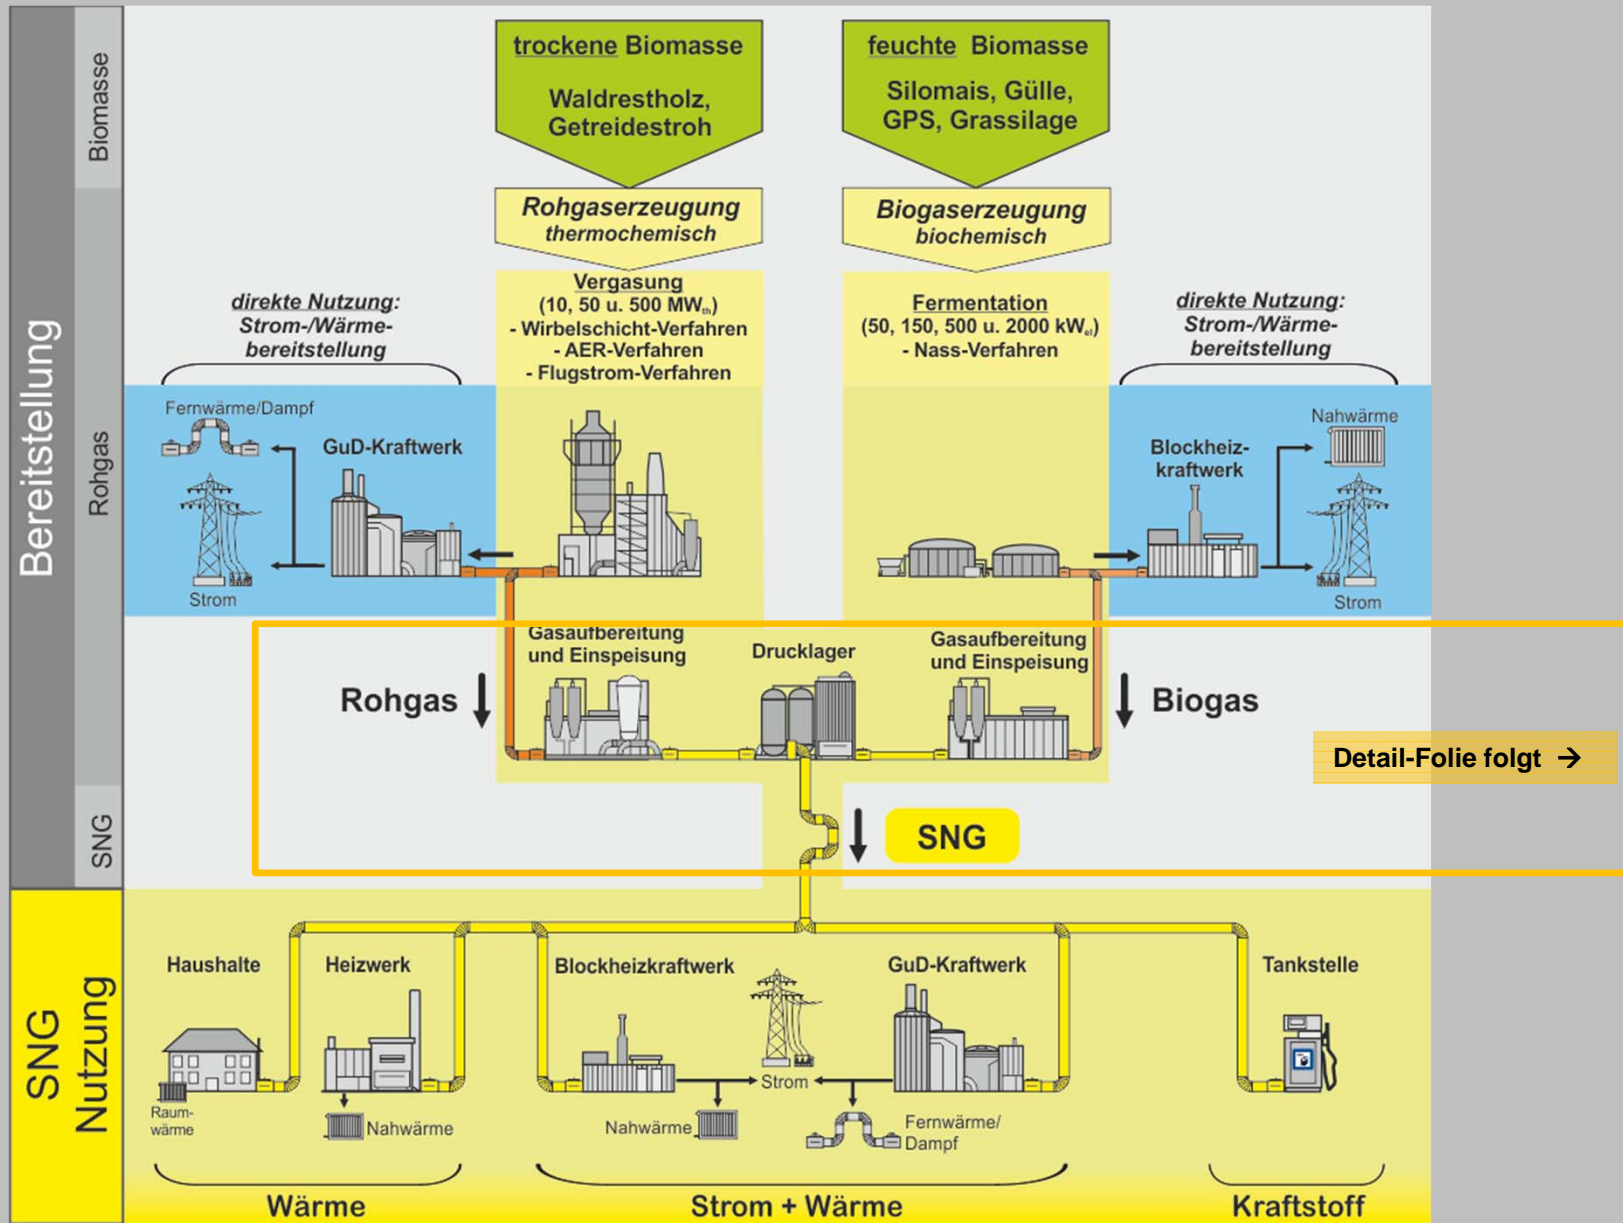 Bereitstellung
Biomasse
Rohgas
SNG
SNG
Nutzung
trockene Biomasse
Waldrestholz,
Getreidestroh
feuchte Biomasse
Silomais, Gülle,
GPS, Grassilage
Rohgaserzeugung
thermochemisch
Biogaserzeugung
biochemisch
direkte Nutzung:
Strom-/Wärme-
bereitstellung
Vergasung
(10, 50 u. 500 MWth)
- Wirbelschicht-Verfahren
- AER-Verfahren
- Flugstrom-Verfahren
Fermentation
(50, 150, 500 u. 2000 kWel)
- Nass-Verfahren
direkte Nutzung:
Strom-/Wärme-
bereitstellung
Fernwärme/Dampf
GuD-Kraftwerk
Strom
Blockheiz-
kraftwerk
Nahwärme
Strom
Gasaufbereitung
und Einspeisung
Drucklager
Gasaufbereitung
und Einspeisung
Rohgas ↓
↓ Biogas
Detail-Folie folgt →
↓ SNG
Haushalte
Heizwerk
Blockheizkraftwerk
GuD-Kraftwerk
Tankstelle
Strom
Raum-
wärme
Nahwärme
Nahwärme
Fernwärme/
Dampf
Wärme
Strom + Wärme
Kraftstoff